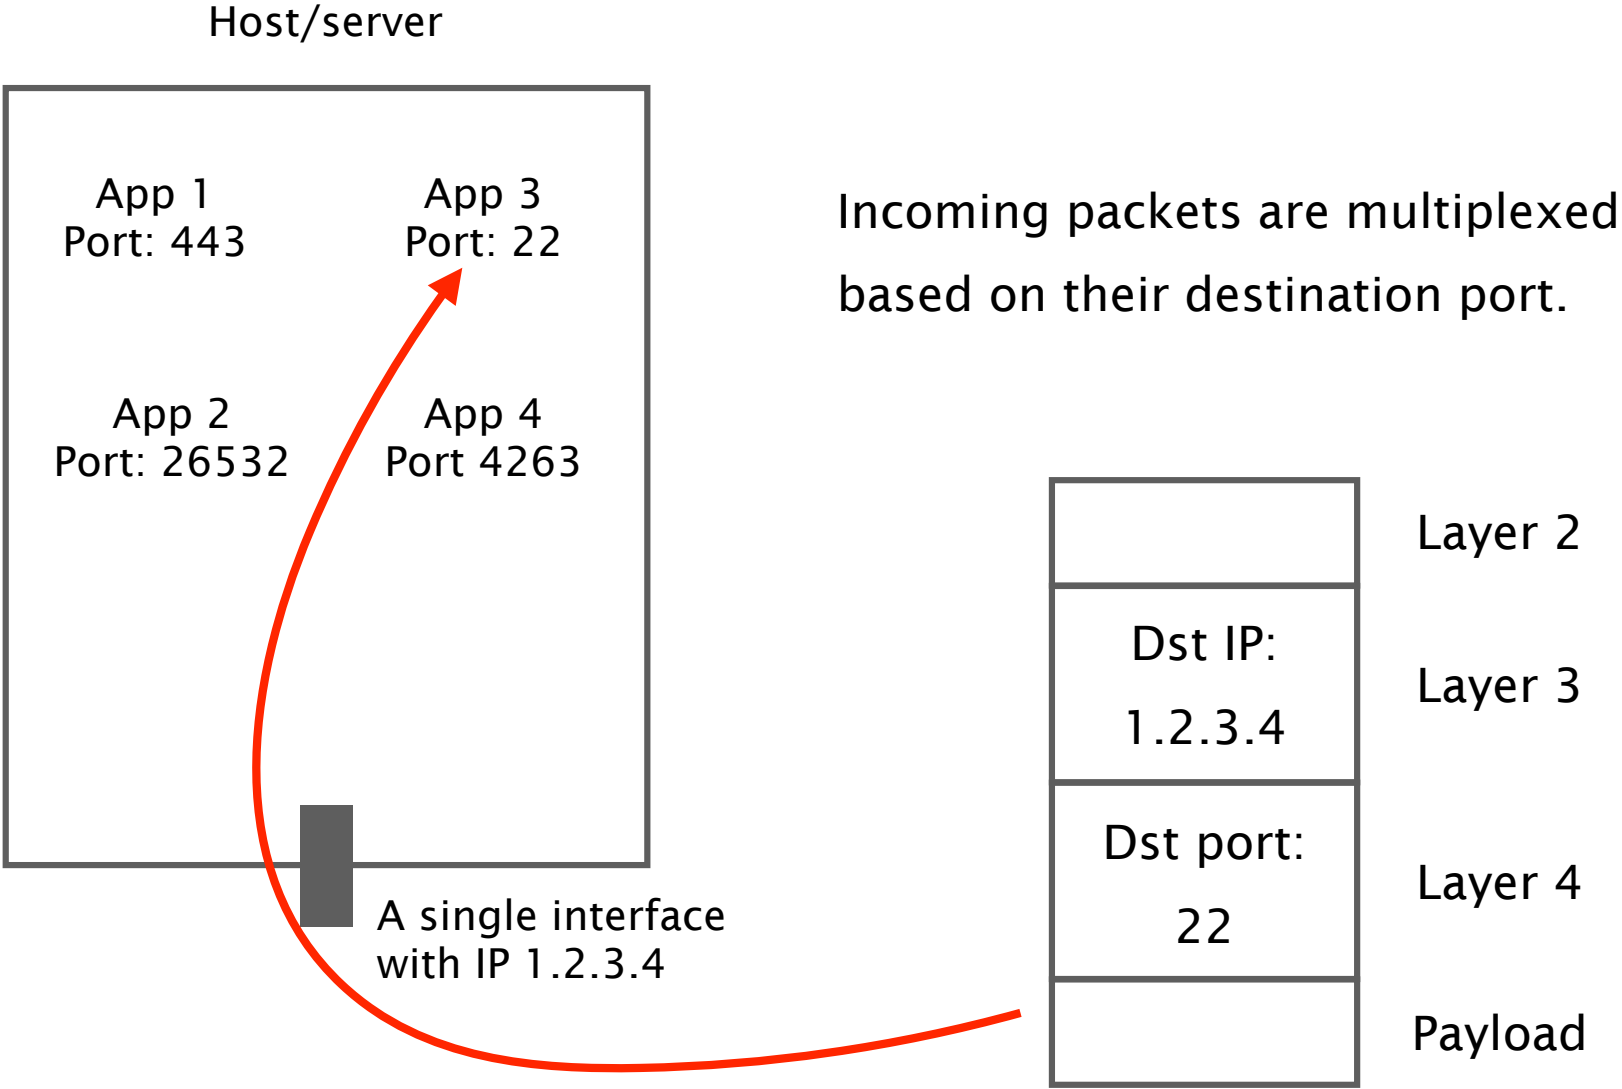 Host/server
App 1
Port: 443
App 3
Port: 22
App 2
Port: 26532
App 4
Port 4263
A single interface
with IP 1.2.3.4
Incoming packets are multiplexed
based on their destination port.
Layer 2
Dst IP:
1.2.3.4
Layer 3
Dst port:
22
Layer 4
Payload